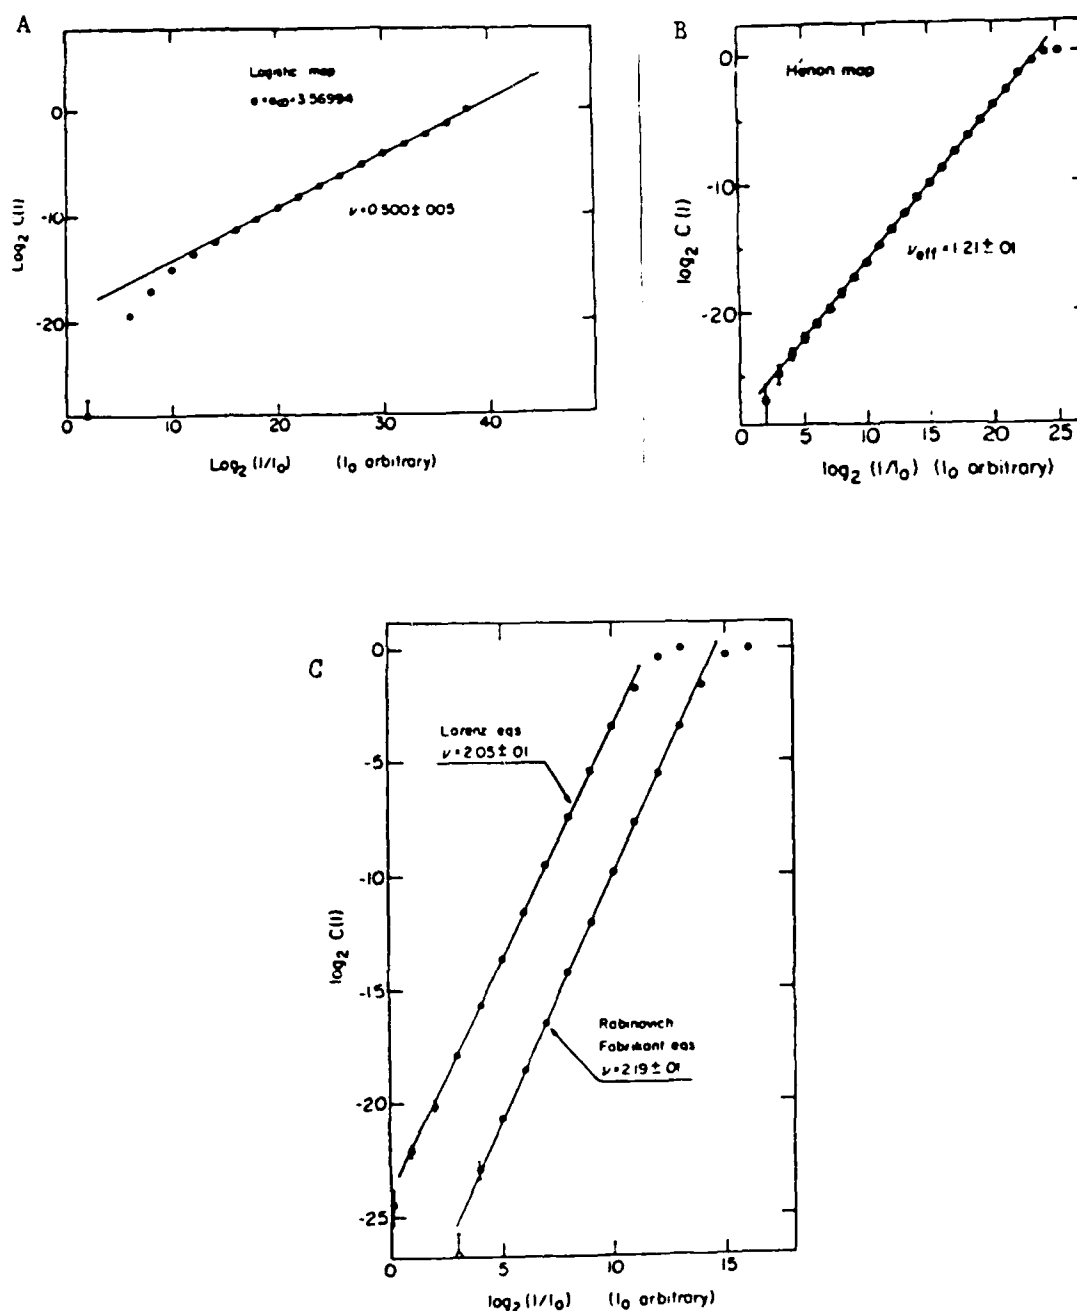 A
Logistic map
a = a∞ = 3.56994
ν = 0.500 ± .005
Log2 C(l)
0
-10
-20
0 10 20 30 40
Log2 (l/l0) (l0 arbitrary)
B
Hénon map
νeff = 1.21 ± .01
log2 C(l)
0
-10
-20
0 5 10 15 20 25
log2 (l/l0) (l0 arbitrary)
C
Lorenz eqs
ν = 2.05 ± .01
Rabinovich
Fabrikant eqs
ν = 2.19 ± .01
log2 C(l)
0
-5
-10
-15
-20
-25
0 5 10 15
log2 (l/l0) (l0 arbitrary)